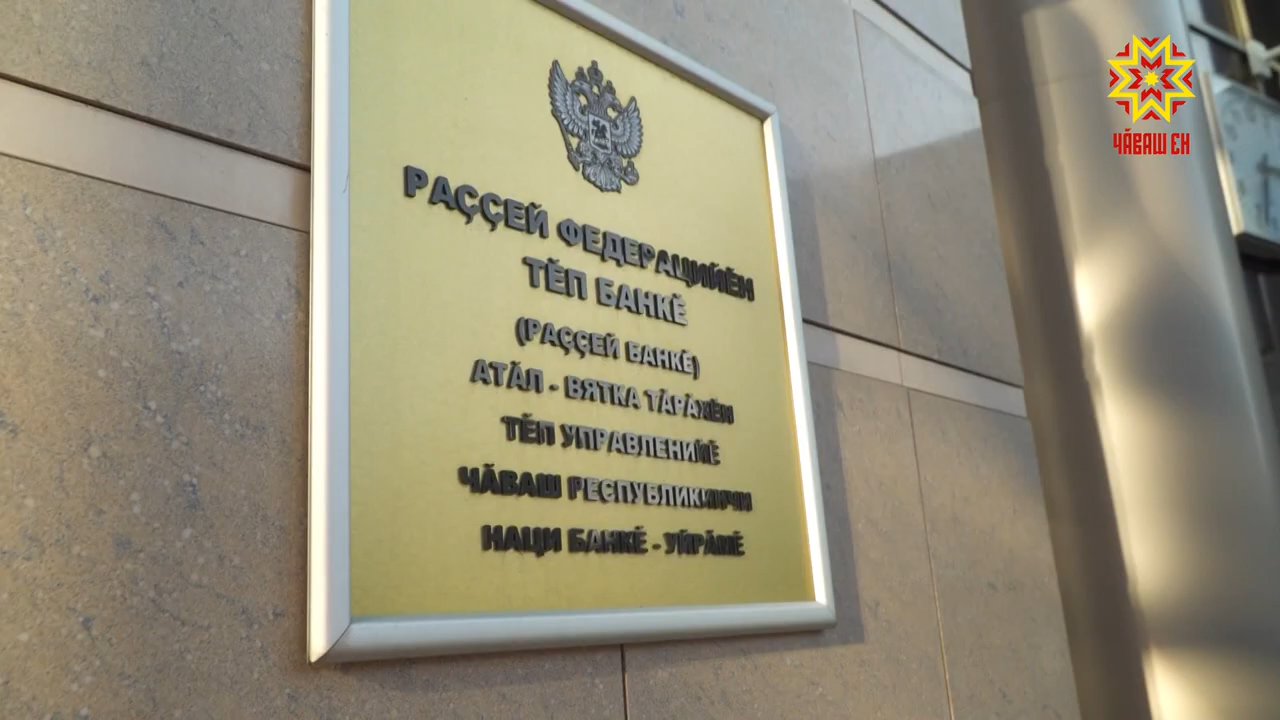 РАҪҪЕЙ ФЕДЕРАЦИЙĔН
ТĔП БАНКĔ
(РАҪҪЕЙ БАНКĔ)
АТĂЛ - ВЯТКА ТĂРĂХĔН
ТĔП УПРАВЛЕНИЙĔ
ЧĂВАШ РЕСПУБЛИКИНЧИ
НАЦИ БАНКĔ - УЙРĂМĔ
ЧĂВАШ ЕН